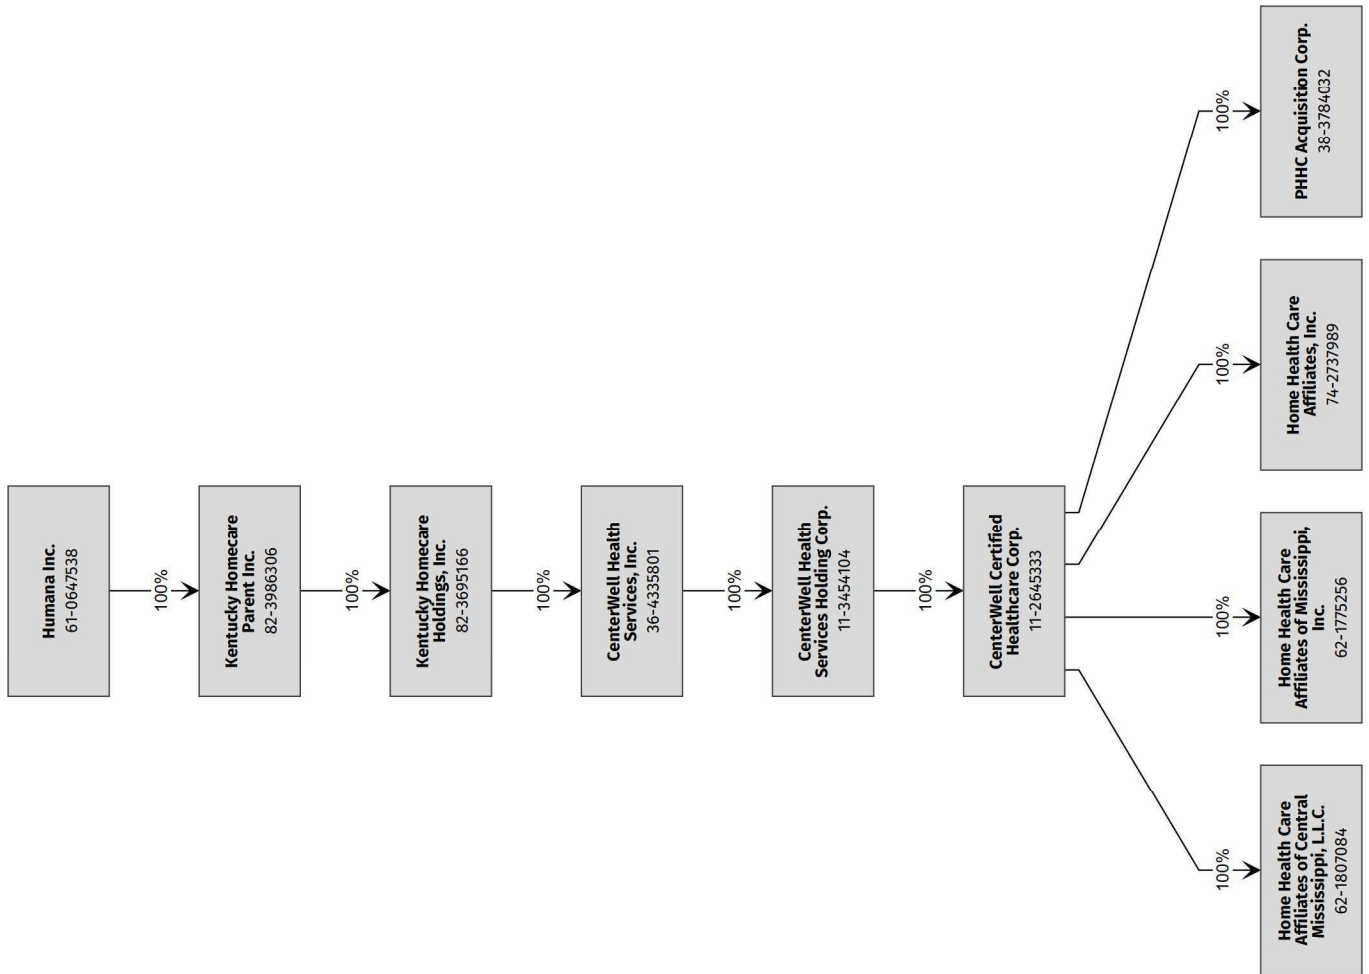 Humana Inc.
61-0647538
100%
Kentucky Homecare
Parent Inc.
82-3986306
100%
Kentucky Homecare
Holdings, Inc.
82-3695166
100%
CenterWell Health
Services, Inc.
36-4335801
100%
CenterWell Health
Services Holding Corp.
11-3454104
100%
CenterWell Certified
Healthcare Corp.
11-2645333
100%
100%
100%
100%
Home Health Care
Affiliates of Central
Mississippi, L.L.C.
62-1807084
Home Health Care
Affiliates of Mississippi,
Inc.
62-1775256
Home Health Care
Affiliates, Inc.
74-2737989
PHHC Acquisition Corp.
38-3784032